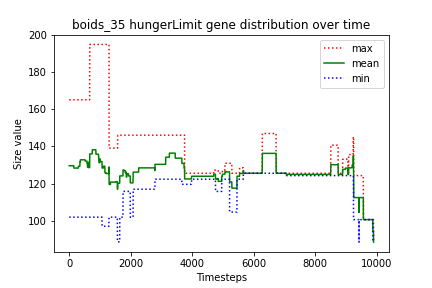 boids_35 hungerLimit gene distribution over time
max
mean
min
Size value
200
180
160
140
120
100
0
2000
4000
6000
8000
10000
Timesteps